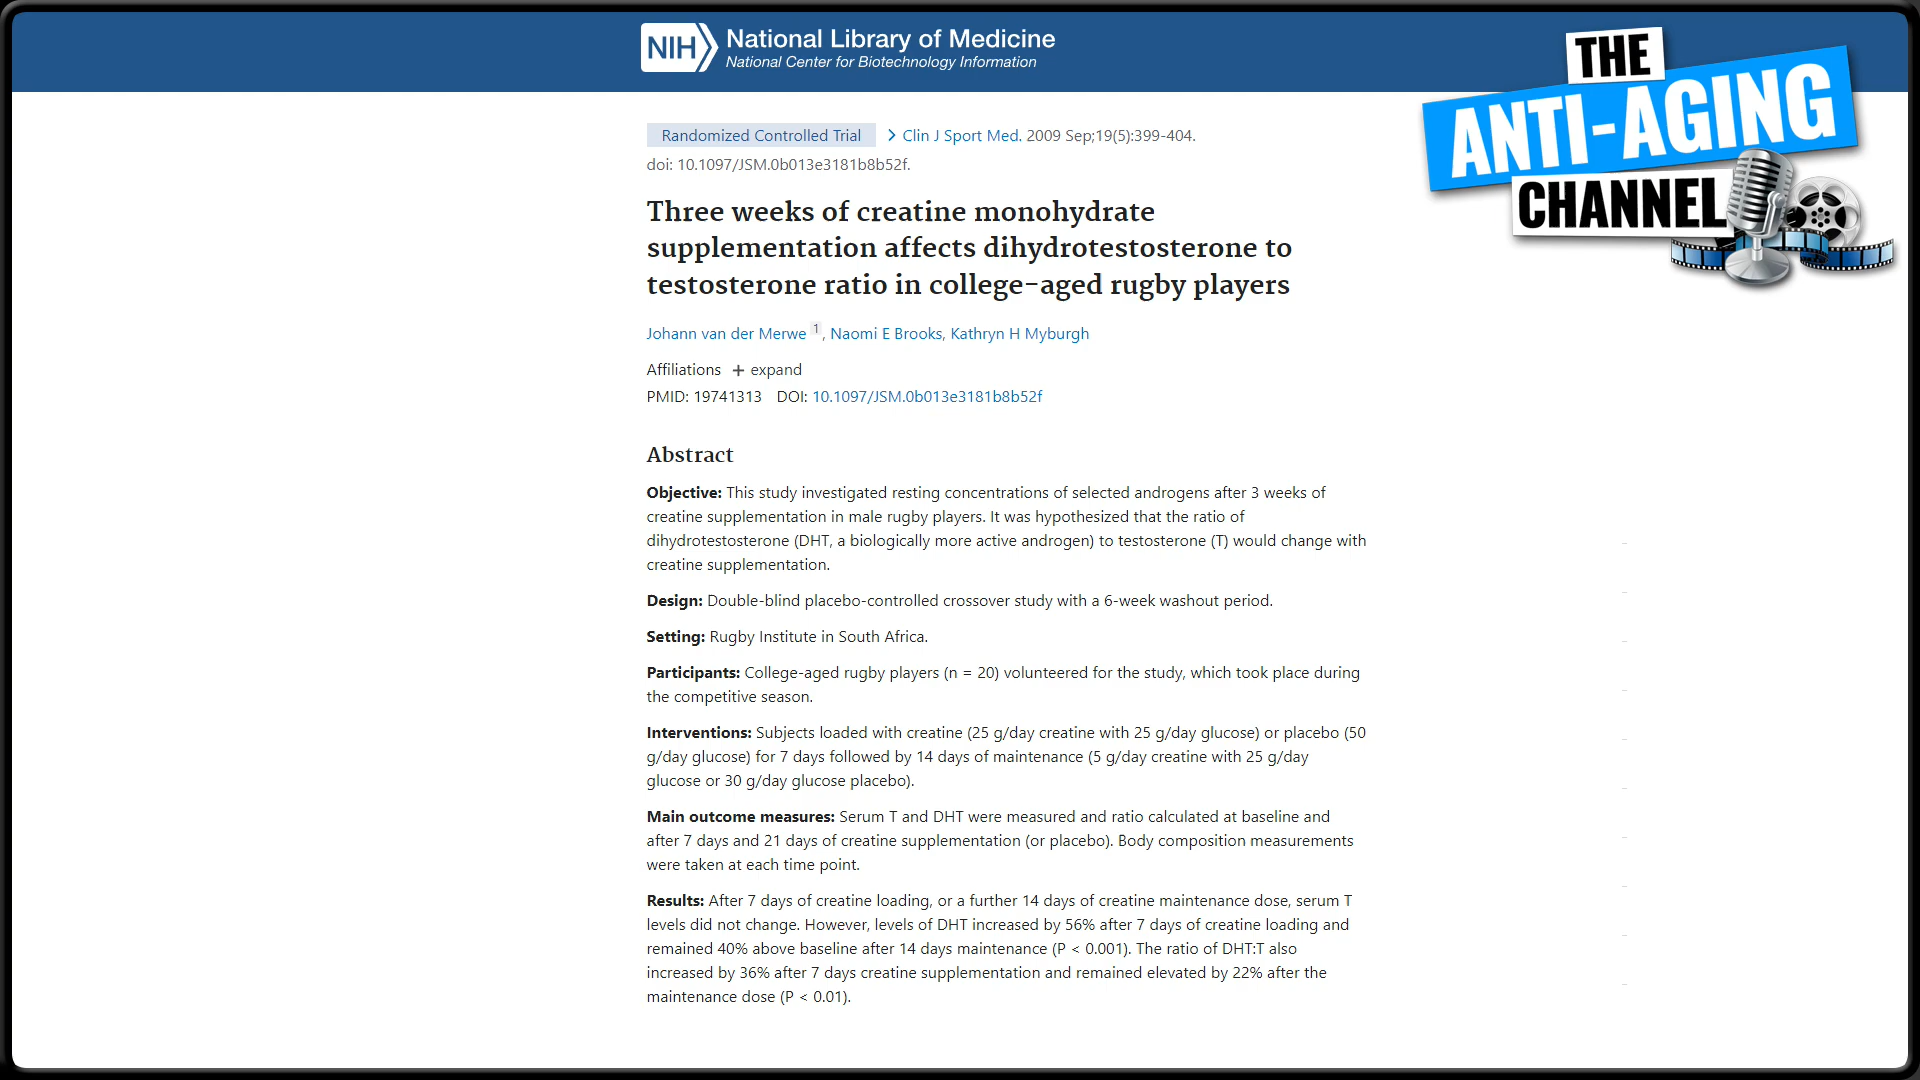 NIH National Library of Medicine
National Center for Biotechnology Information
THE
ANTI-AGING
CHANNEL
Randomized Controlled Trial > Clin J Sport Med. 2009 Sep;19(5):399-404.
doi: 10.1097/JSM.0b013e3181b8b52f.
Three weeks of creatine monohydrate
supplementation affects dihydrotestosterone to
testosterone ratio in college-aged rugby players
Johann van der Merwe 1, Naomi E Brooks, Kathryn H Myburgh
Affiliations + expand
PMID: 19741313 DOI: 10.1097/JSM.0b013e3181b8b52f
Abstract
Objective: This study investigated resting concentrations of selected androgens after 3 weeks of
creatine supplementation in male rugby players. It was hypothesized that the ratio of
dihydrotestosterone (DHT, a biologically more active androgen) to testosterone (T) would change with
creatine supplementation.
Design: Double-blind placebo-controlled crossover study with a 6-week washout period.
Setting: Rugby Institute in South Africa.
Participants: College-aged rugby players (n = 20) volunteered for the study, which took place during
the competitive season.
Interventions: Subjects loaded with creatine (25 g/day creatine with 25 g/day glucose) or placebo (50
g/day glucose) for 7 days followed by 14 days of maintenance (5 g/day creatine with 25 g/day
glucose or 30 g/day glucose placebo).
Main outcome measures: Serum T and DHT were measured and ratio calculated at baseline and
after 7 days and 21 days of creatine supplementation (or placebo). Body composition measurements
were taken at each time point.
Results: After 7 days of creatine loading, or a further 14 days of creatine maintenance dose, serum T
levels did not change. However, levels of DHT increased by 56% after 7 days of creatine loading and
remained 40% above baseline after 14 days maintenance (P < 0.001). The ratio of DHT:T also
increased by 36% after 7 days creatine supplementation and remained elevated by 22% after the
maintenance dose (P < 0.01).